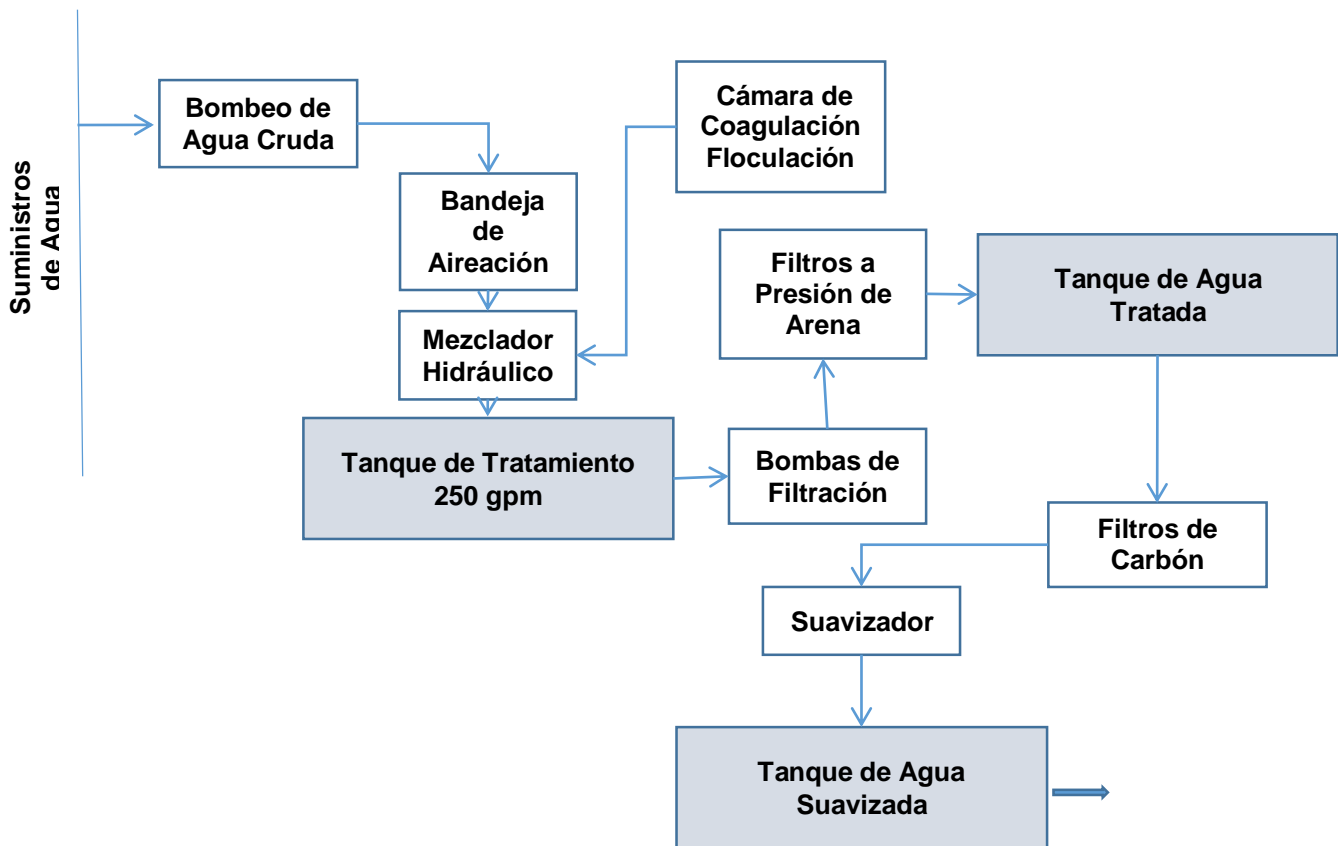 Suministros
de Agua
Bombeo de
Agua Cruda
Cámara de
Coagulación
Floculación
Bandeja
de
Aireación
Mezclador
Hidráulico
Tanque de Tratamiento
250 gpm
Bombas de
Filtración
Filtros a
Presión de
Arena
Tanque de Agua
Tratada
Filtros de
Carbón
Suavizador
Tanque de Agua
Suavizada